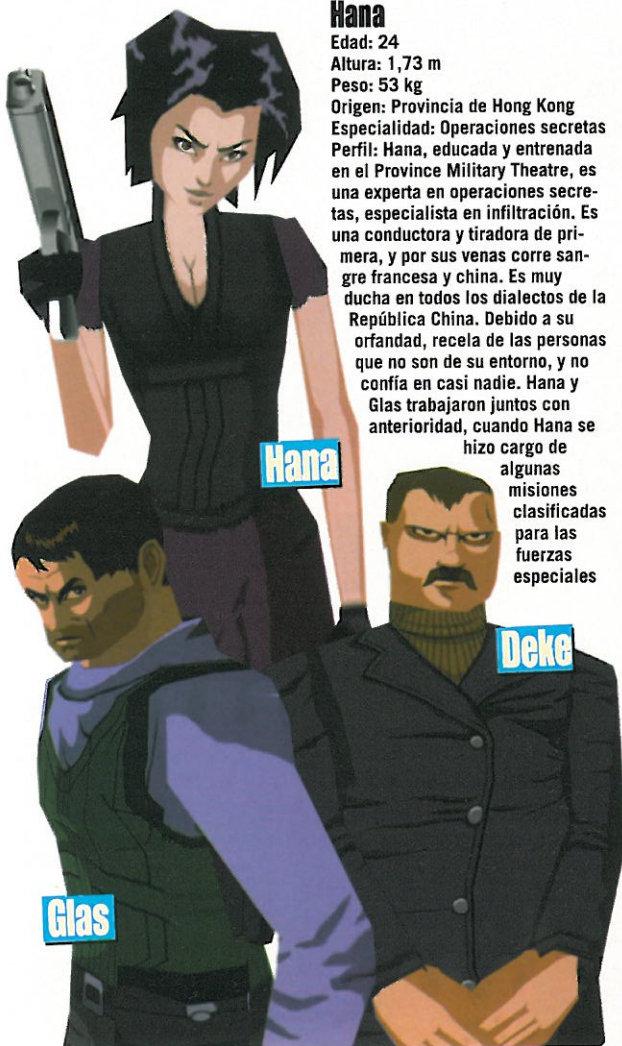 Hana
Edad: 24
Altura: 1,73 m
Peso: 53 kg
Origen: Provincia de Hong Kong
Especialidad: Operaciones secretas
Perfil: Hana, educada y entrenada
en el Province Military Theatre, es
una experta en operaciones secre-
tas, especialista en infiltración. Es
una conductora y tiradora de pri-
mera, y por sus venas corre san-
gre francesa y china. Es muy
ducha en todos los dialectos de la
República China. Debido a su
orfandad, recela de las personas
que no son de su entorno, y no
confía en casi nadie. Hana y
Glas trabajaron juntos con
anterioridad, cuando Hana se
hizo cargo de
algunas
misiones
clasificadas
para las
fuerzas
especiales
Hana
Deke
Glas